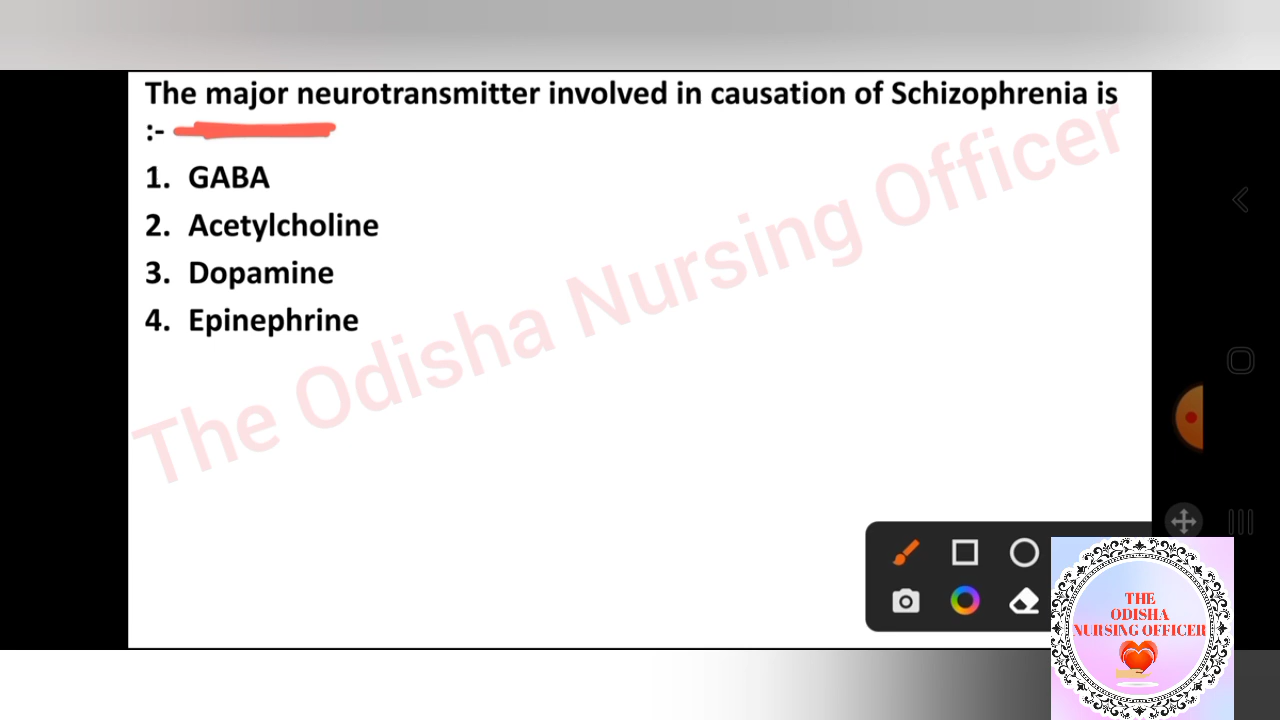 The major neurotransmitter involved in causation of Schizophrenia is
:-
1. GABA
2. Acetylcholine
3. Dopamine
4. Epinephrine
The Odisha Nursing Officer
THE
ODISHA
NURSING OFFICER